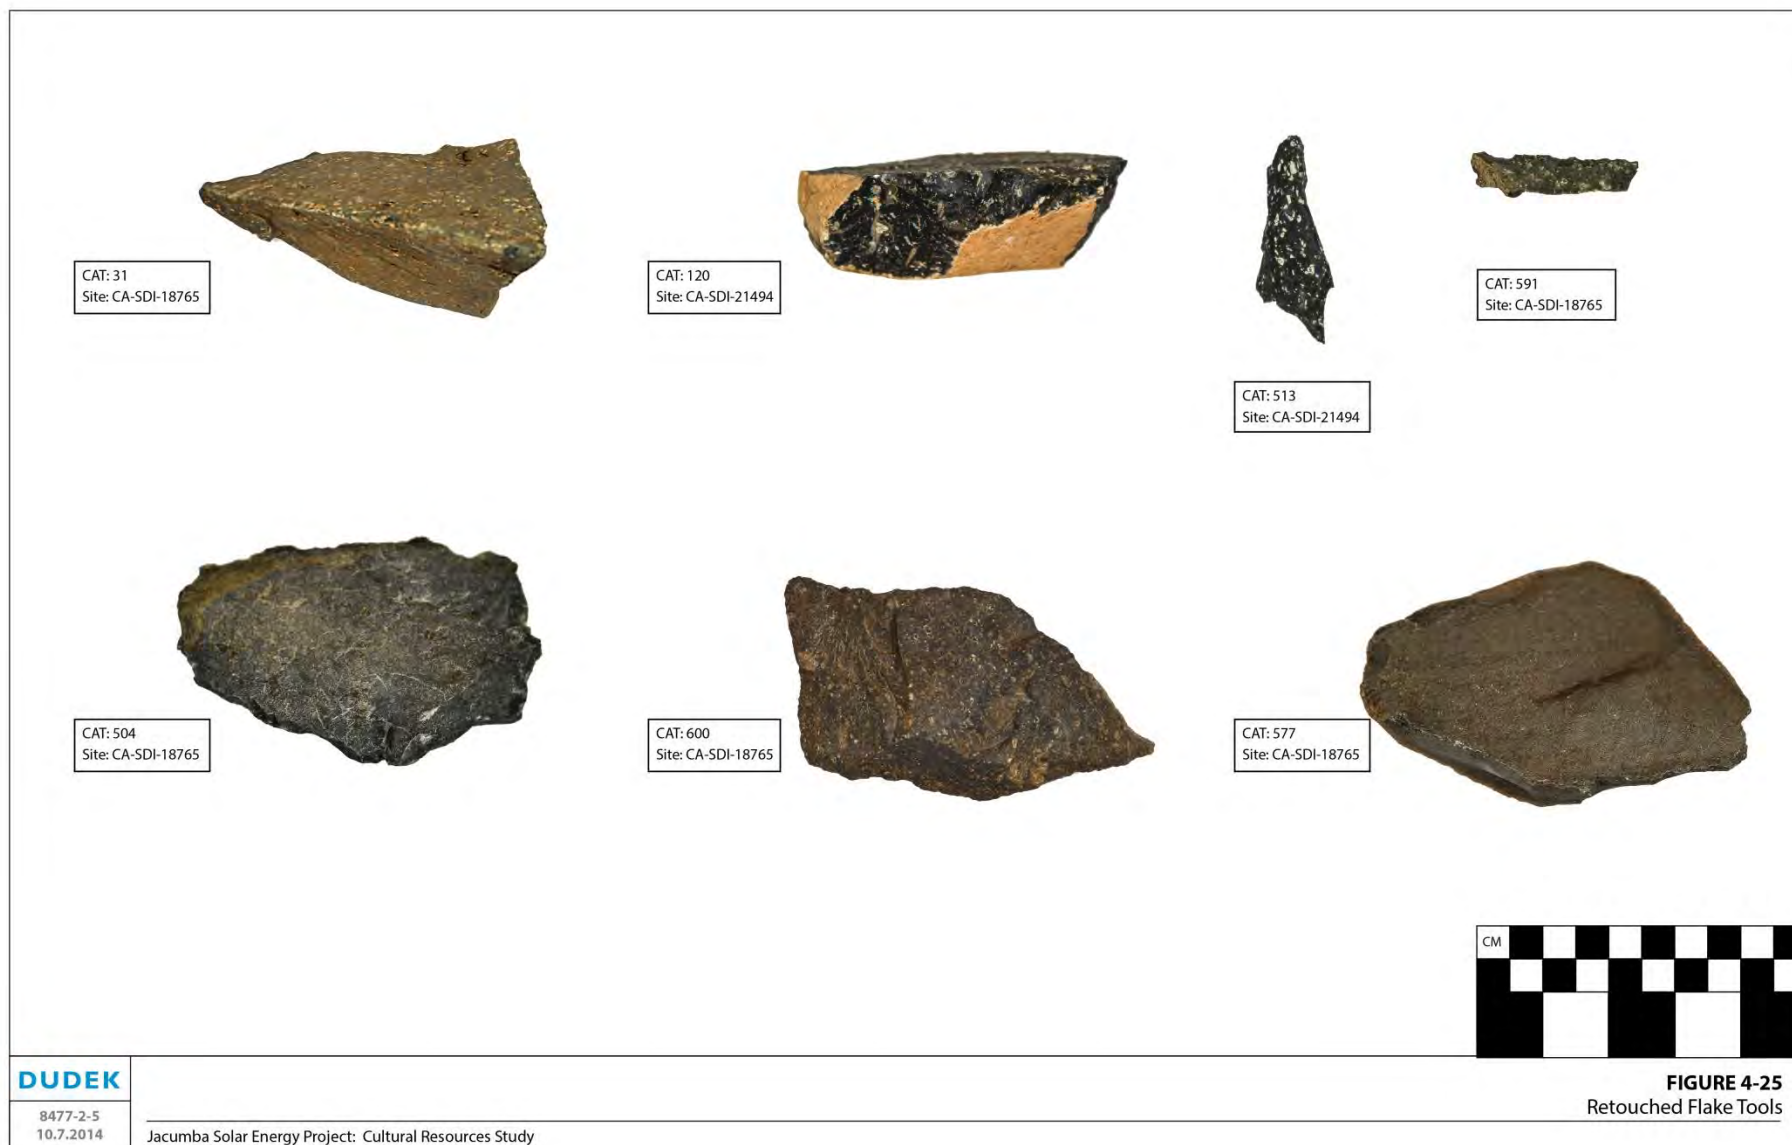 CAT: 31
Site: CA-SDI-18765
CAT: 120
Site: CA-SDI-21494
CAT: 513
Site: CA-SDI-21494
CAT: 591
Site: CA-SDI-18765
CAT: 504
Site: CA-SDI-18765
CAT: 600
Site: CA-SDI-18765
CAT: 577
Site: CA-SDI-18765
CM
DUDEK
8477-2-5
10.7.2014
Jacumba Solar Energy Project: Cultural Resources Study
FIGURE 4-25
Retouched Flake Tools